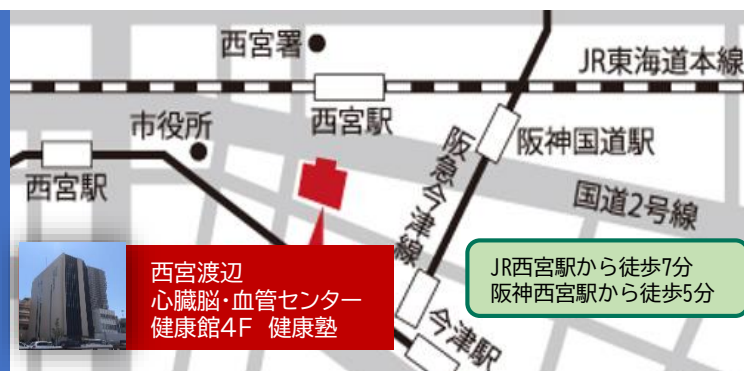 西宮署
JR東海道本線
市役所
西宮駅
阪神国道駅
西宮駅
阪急今津線
国道2号線
西宮渡辺
心臓脳・血管センター
健康館4F 健康塾
JR西宮駅から徒歩7分
阪神西宮駅から徒歩5分
今津駅